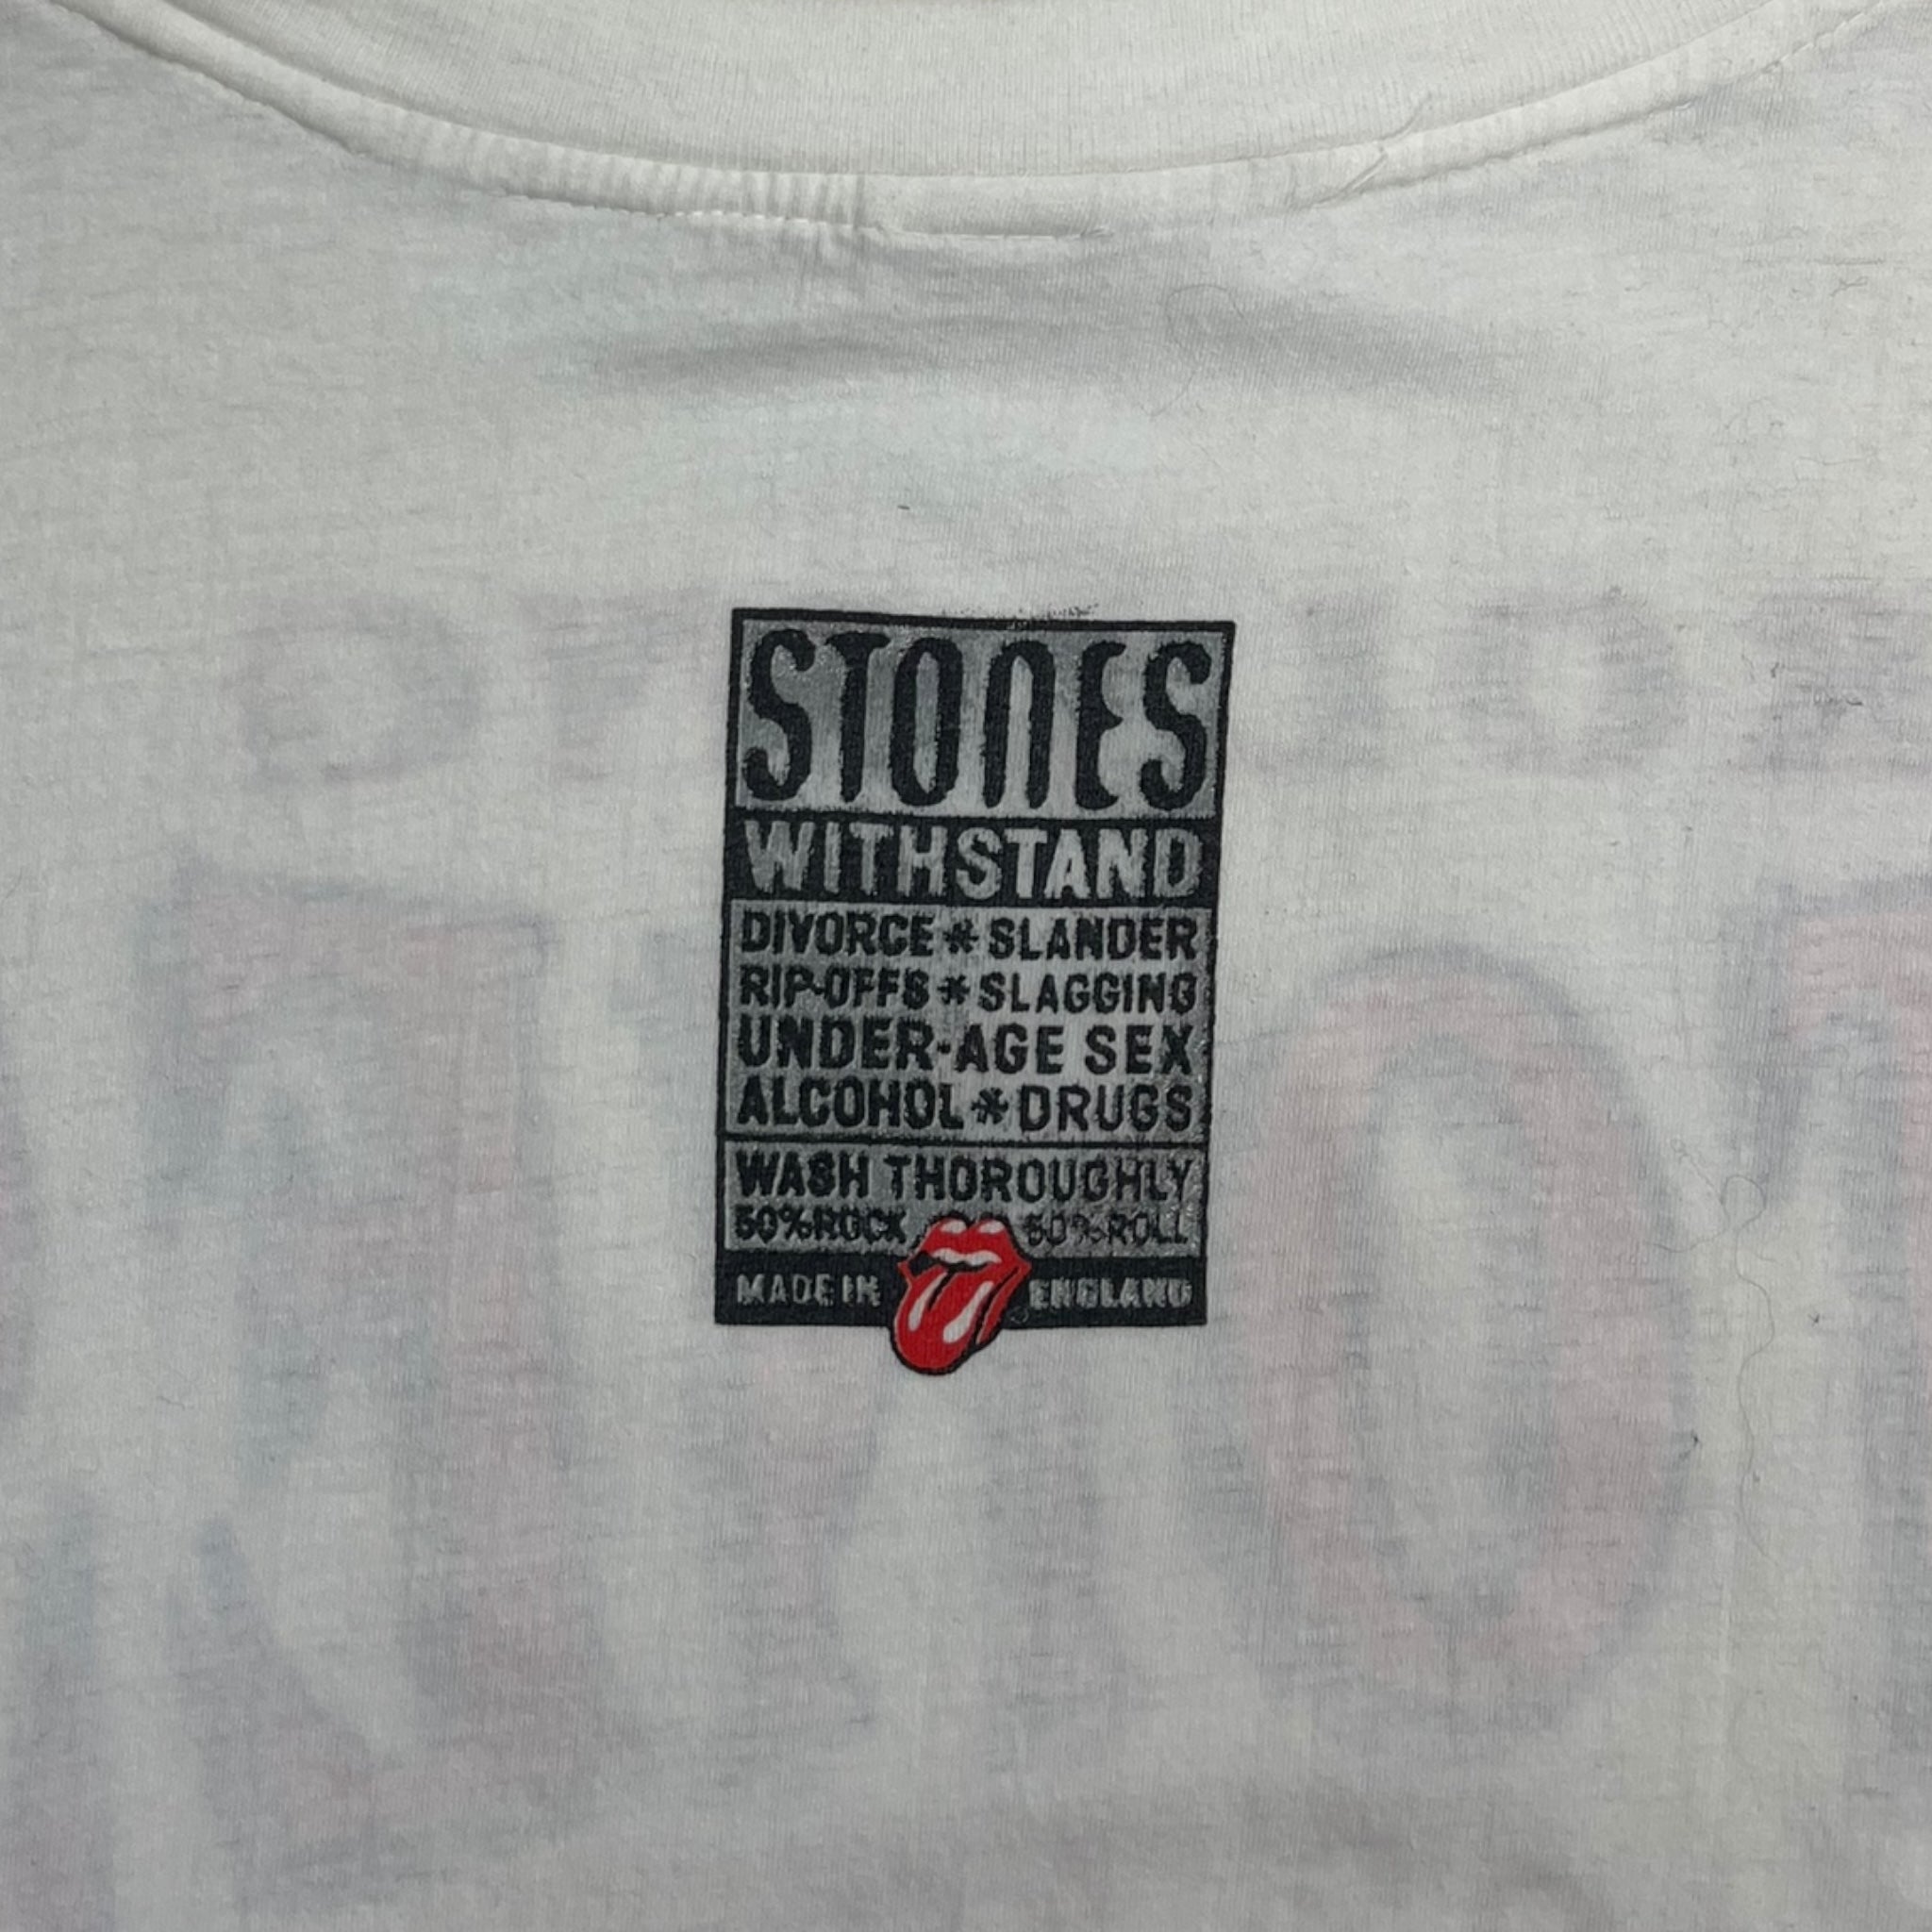 STONES
WITHSTAND
DIVORCE * SLANDER
RIP-OFFS * SLAGGING
UNDER-AGE SEX
ALCOHOL * DRUGS
WASH THOROUGHLY
50% ROCK 50% ROLL
MADE IN ENGLAND